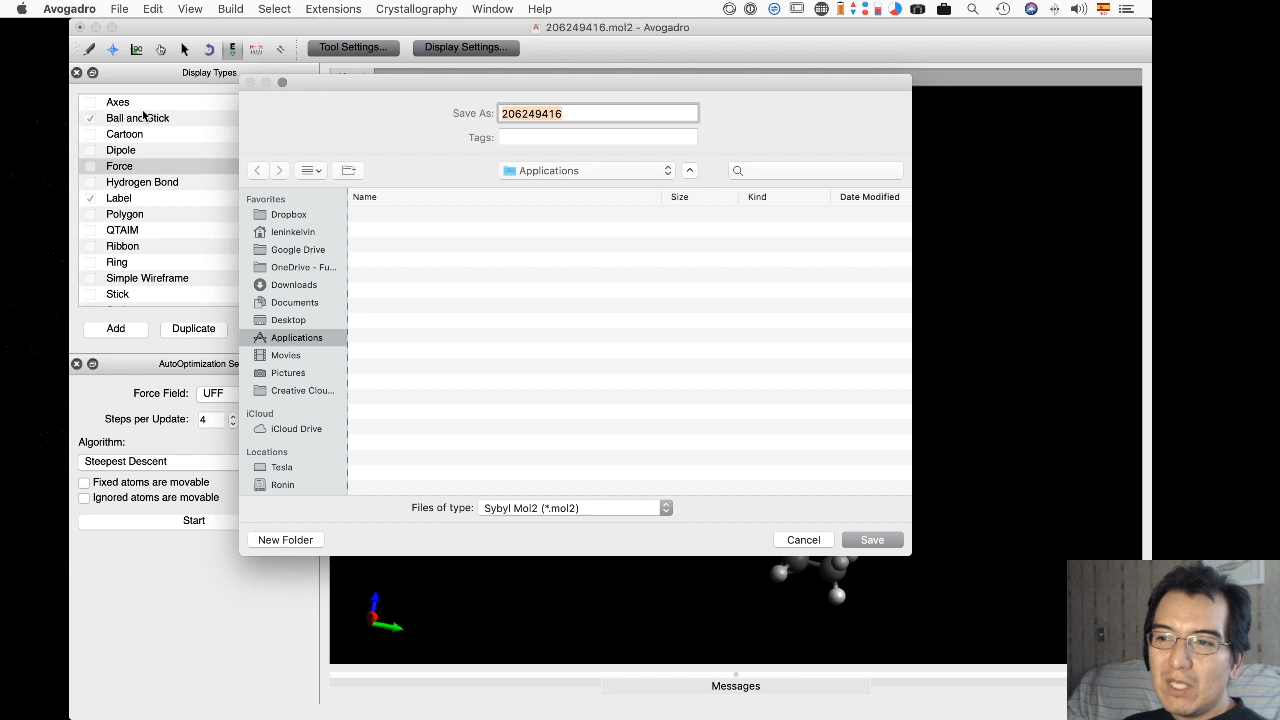 Avogadro File Edit View Build Select Extensions Crystallography Window Help
206249416.mol2 - Avogadro
E Tool Settings... Display Settings...
Display Types
Axes
Ball and Stick
Cartoon
Dipole
Force
Hydrogen Bond
Label
Polygon
QTAIM
Ribbon
Ring
Simple Wireframe
Stick
Add Duplicate
AutoOptimization Se
Force Field: UFF
Steps per Update: 4
Algorithm:
Steepest Descent
Fixed atoms are movable
Ignored atoms are movable
Start
Save As: 206249416
Tags:
Applications
Name Size Kind Date Modified
Favorites
Dropbox
leninkelvin
Google Drive
OneDrive - Fu...
Downloads
Documents
Desktop
Applications
Movies
Pictures
Creative Clou...
iCloud
iCloud Drive
Locations
Tesla
Ronin
Files of type: Sybyl Mol2 (*.mol2)
New Folder Cancel Save
Messages